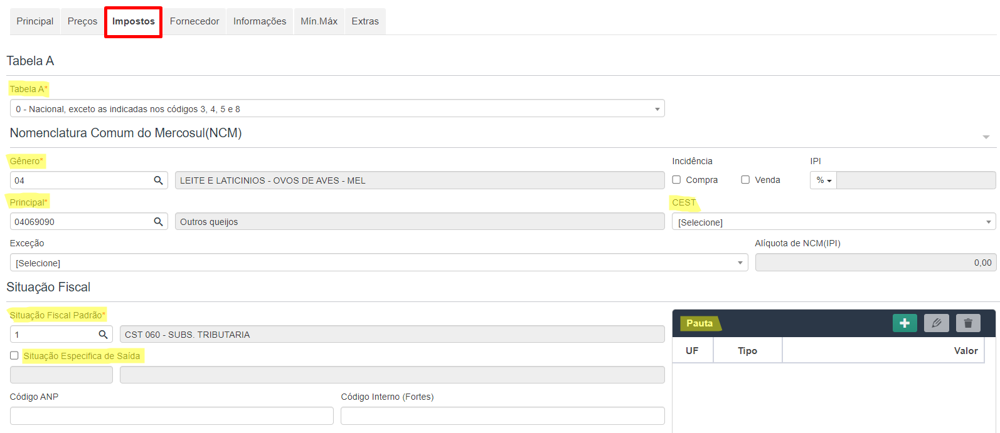 Principal Preços Impostos Fornecedor Informações Mín.Máx Extras
Tabela A
Tabela A*
0 - Nacional, exceto as indicadas nos códigos 3, 4, 5 e 8
Nomenclatura Comum do Mercosul(NCM)
Gênero* Incidência IPI
04 LEITE E LATICINIOS - OVOS DE AVES - MEL Compra Venda %
Principal* CEST
04069090 Outros queijos [Selecione]
Exceção Alíquota de NCM(IPI)
[Selecione] 0,00
Situação Fiscal
Situação Fiscal Padrão*
1 CST 060 - SUBS. TRIBUTARIA
Situação Especifica de Saída
Código ANP Código Interno (Fortes)
Pauta
UF Tipo Valor